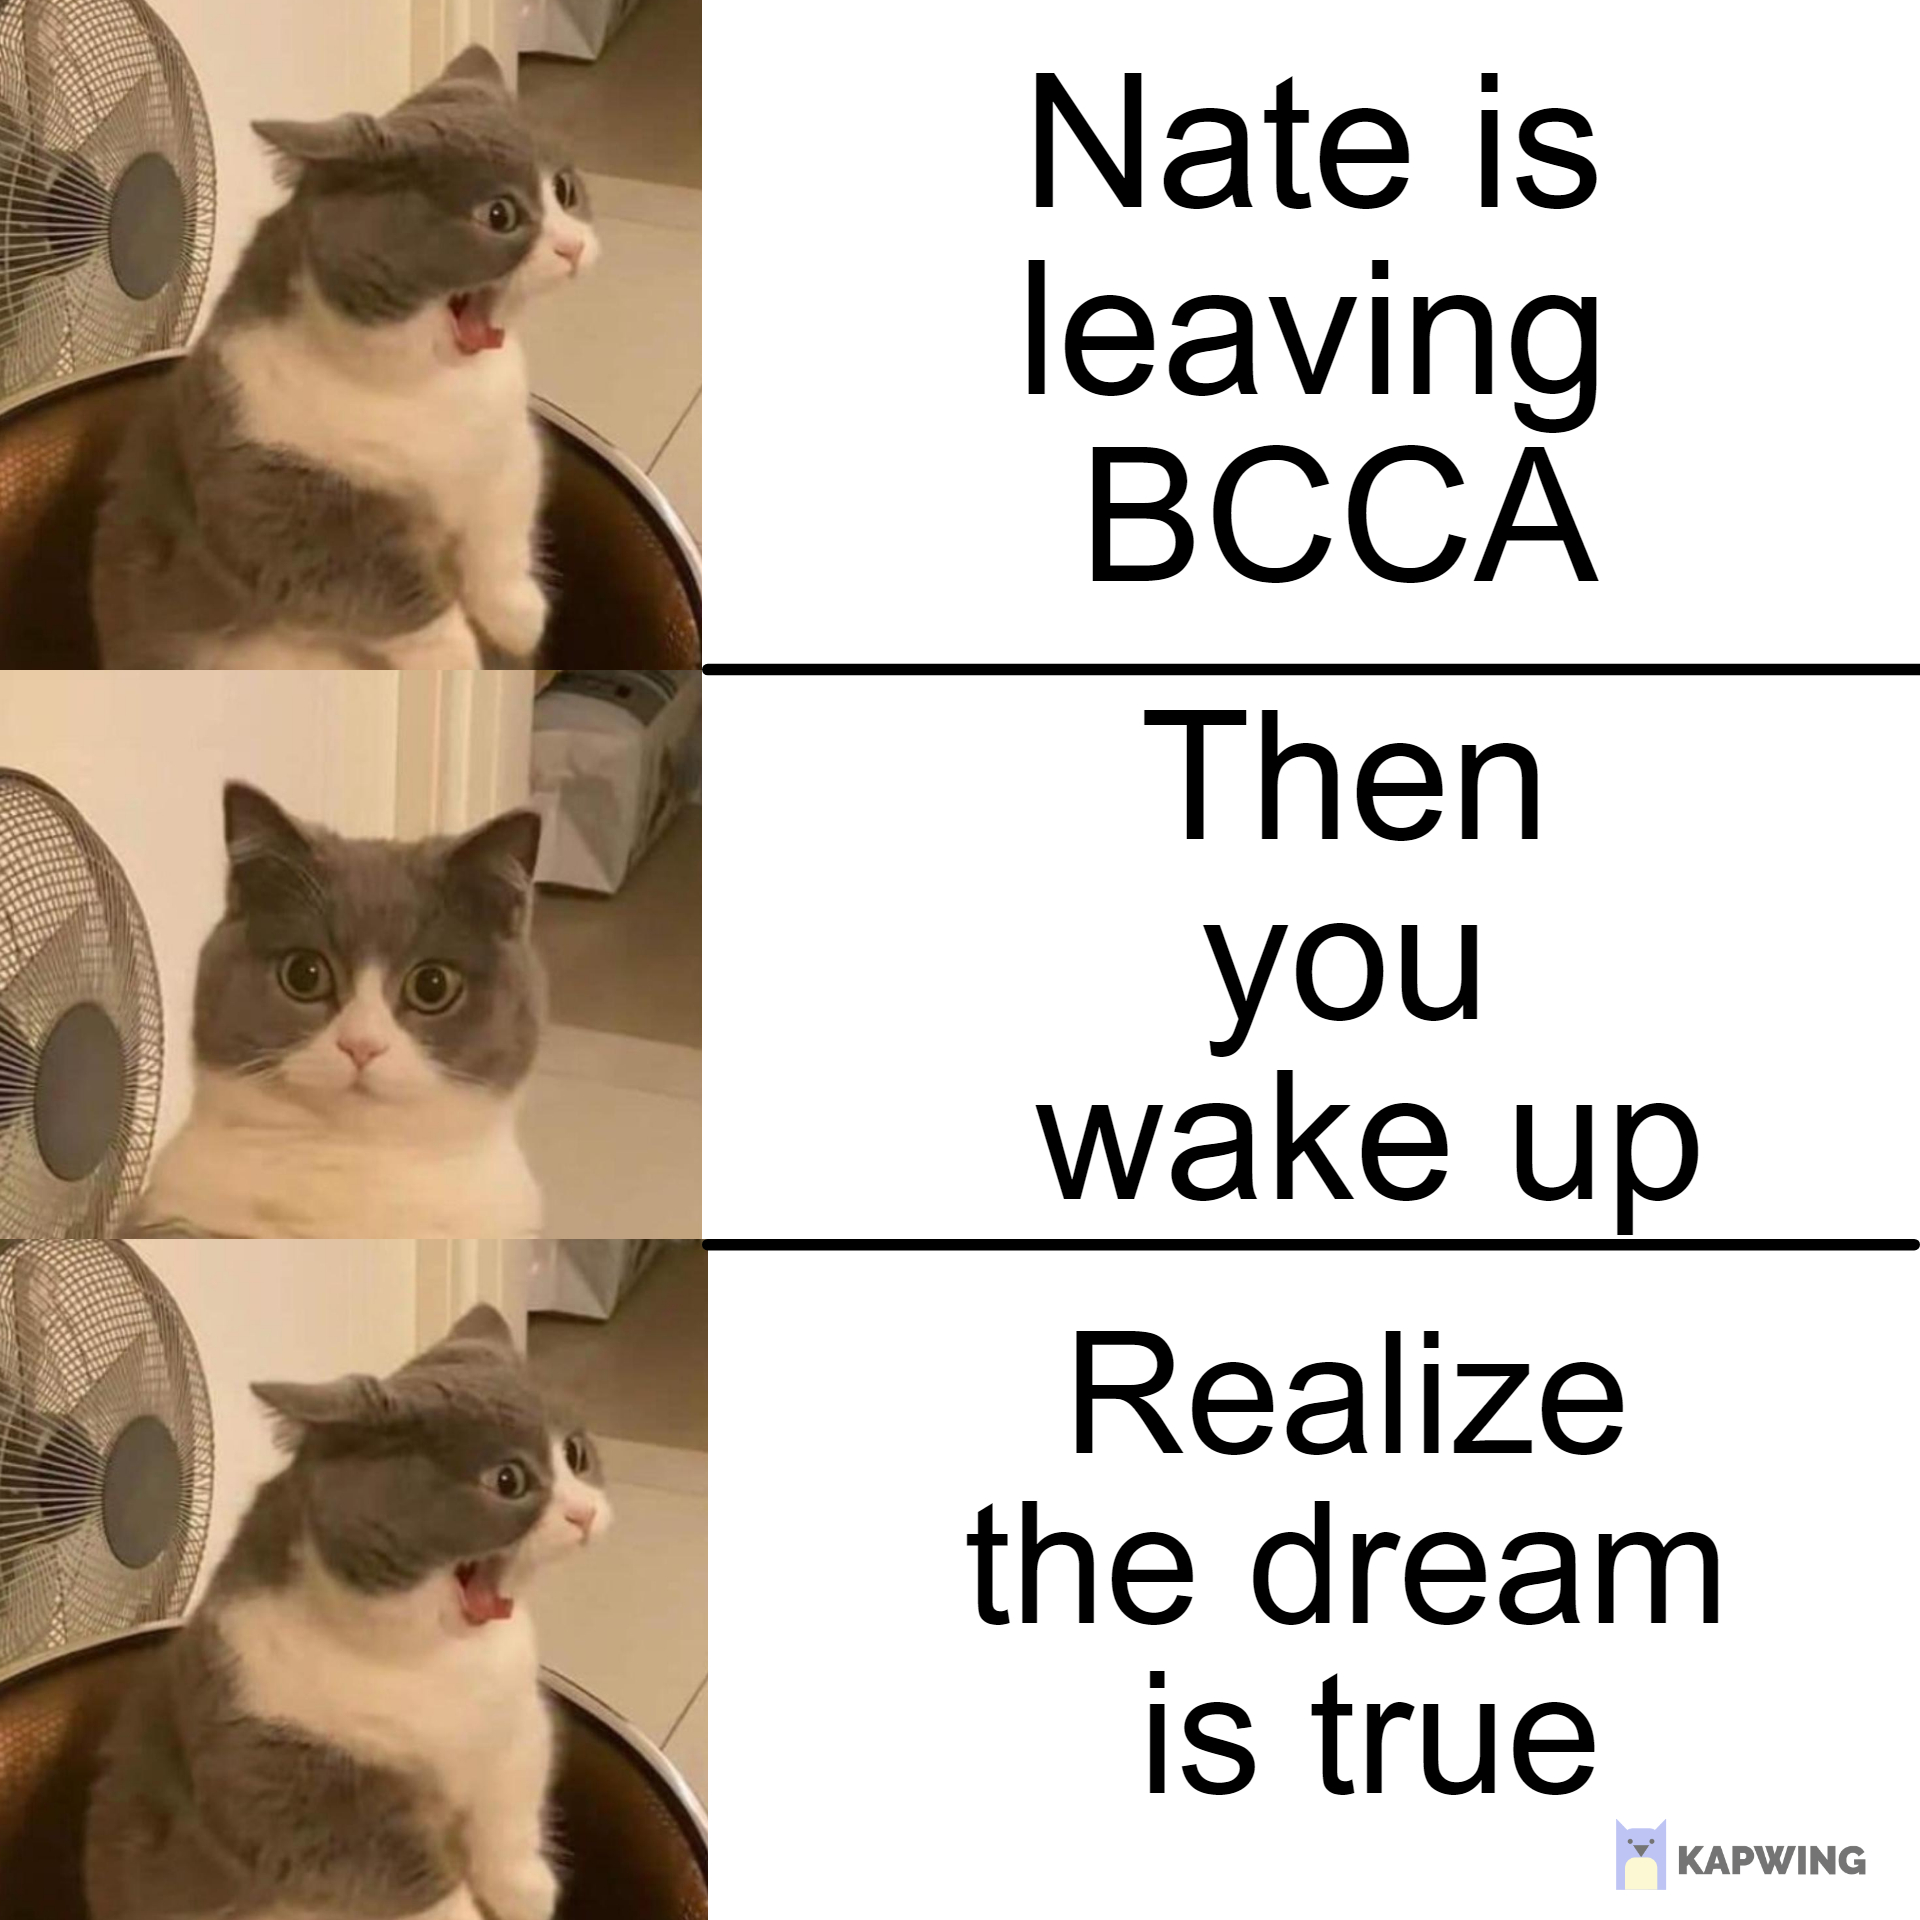 Nate is
leaving
BCCA
Then
you
wake up
Realize
the dream
is true
KAPWING